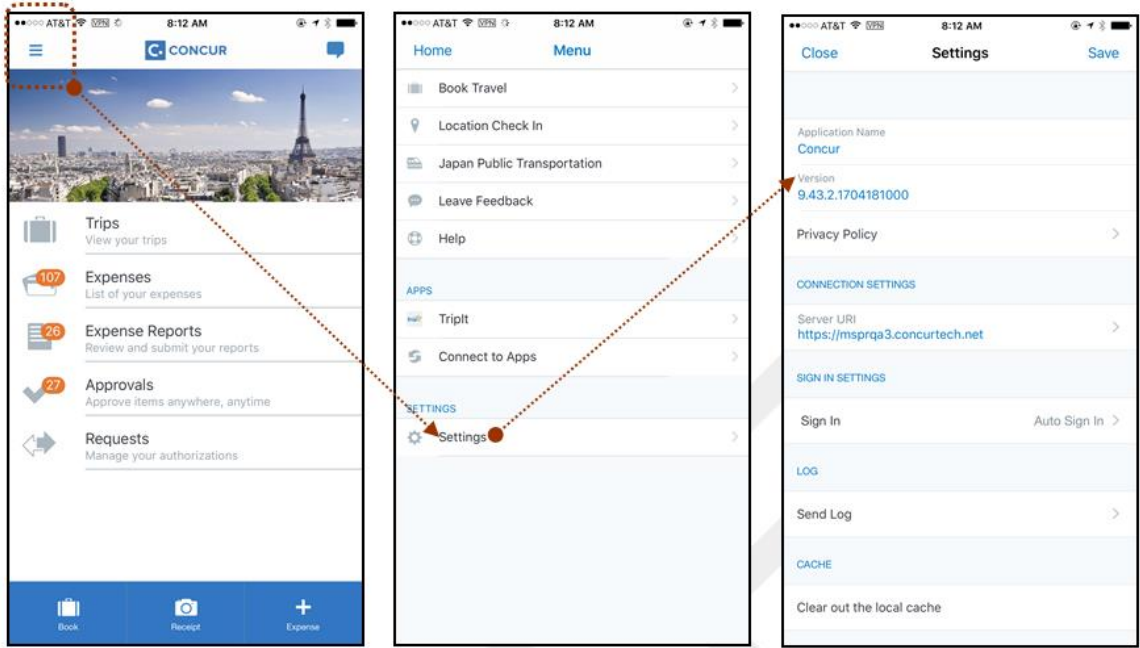 AT&T VPN 8:12 AM
CONCUR
Trips
View your trips
107
Expenses
List of your expenses
26
Expense Reports
Review and submit your reports
27
Approvals
Approve items anywhere, anytime
Requests
Manage your authorizations
Book Receipt Expense
AT&T VPN 8:12 AM
Home Menu
Book Travel
Location Check In
Japan Public Transportation
Leave Feedback
Help
APPS
TripIt
Connect to Apps
SETTINGS
Settings
AT&T VPN 8:12 AM
Close Settings Save
Application Name
Concur
Version
9.43.2.1704181000
Privacy Policy
CONNECTION SETTINGS
Server URI
https://msprqa3.concurtech.net
SIGN IN SETTINGS
Sign In Auto Sign In
LOG
Send Log
CACHE
Clear out the local cache